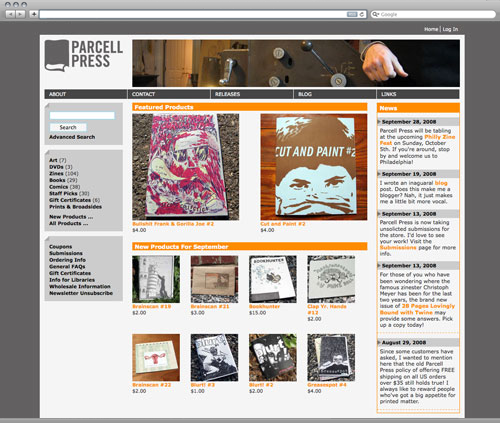 Google
Home | Log In
PARCELL
PRESS
ABOUT
CONTACT
RELEASES
BLOG
LINKS
Search
Advanced Search
Art (7)
DVDs (3)
Zines (104)
Books (29)
Comics (38)
Staff Picks (30)
Gift Certificates (6)
Prints & Broadsides
New Products ...
All Products ...
Coupons
Submissions
Ordering Info
General FAQs
Gift Certificates
Info for Libraries
Wholesale Information
Newsletter Unsubscribe
Featured Products
CUT AND PAINT #2
Bullshit Frank & Gorilla Joe #2
$4.00
Cut and Paint #2
$4.00
New Products For September
BOOKHUNTER
Brainscan #19
$2.00
Brainscan #21
$3.00
Bookhunter
$15.00
Clap Yr. Hands
#12
$2.00
Brainscan #22
$2.00
Blurt! #3
$1.00
Blurt! #2
$2.00
Greenspot #4
$4.00
News
September 28, 2008
Parcell Press will be tabling
at the upcoming Philly Zine
Fest on Sunday, October
5th. If you're around, stop
by and welcome us to
Philadelphia!
September 19, 2008
I wrote an inaguaral blog
post. Does this make me a
blogger? Nah, it just makes
me a little bit more vocal.
September 13, 2008
Parcell Press is now taking
unsolicited submissions for
the store. I'd love to see
your work! Visit the
Submissions page for more
info.
September 13, 2008
For those of you who have
been wondering where the
famous zinester Christoph
Meyer has been for the last
two years, the brand new
issue of 28 Pages Lovingly
Bound with Twine may
provide some answers. Pick
up a copy today!
August 29, 2008
Since some customers have
asked, I wanted to mention
here that the old Parcell
Press policy of offering FREE
shipping on all US orders
over $35 still holds true! I
always like to reward people
who've got a big appetite for
printed matter.